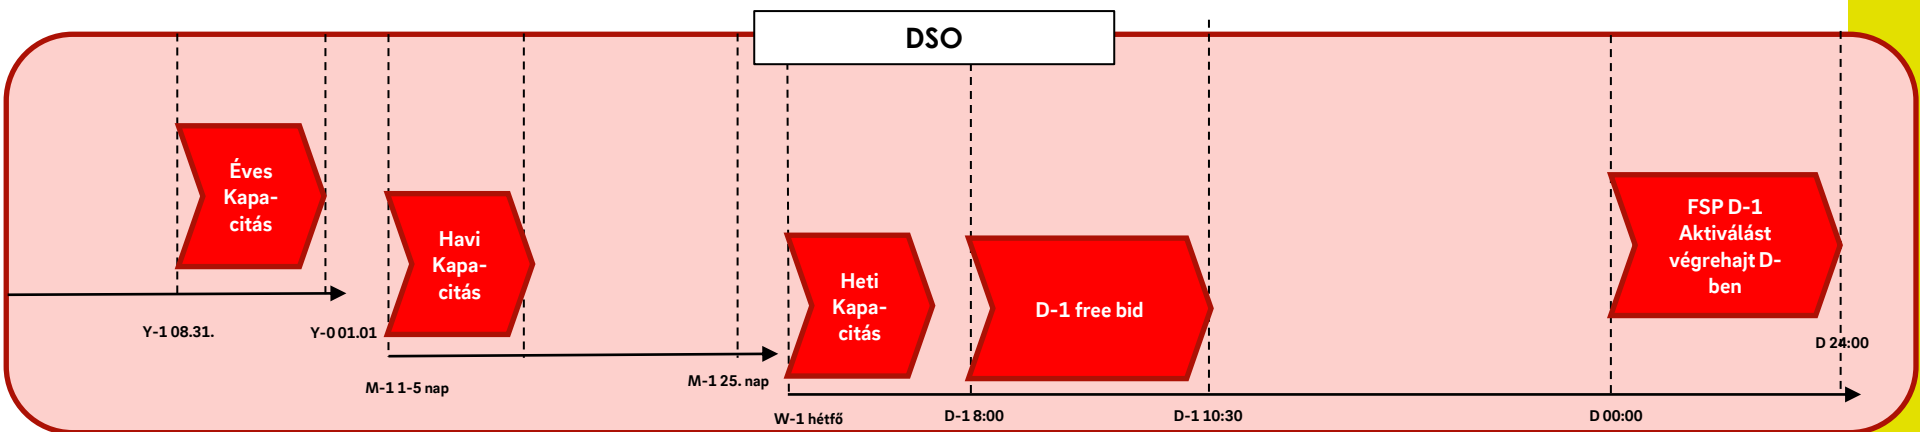 DSO
Éves
Kapa-
citás
Havi
Kapa-
citás
Heti
Kapa-
citás
D-1 free bid
FSP D-1
Aktiválást
végrehajt D-
ben
Y-1 08.31.
Y-0 01.01
M-1 1-5 nap
M-1 25. nap
W-1 hétfő
D-1 8:00
D-1 10:30
D 00:00
D 24:00